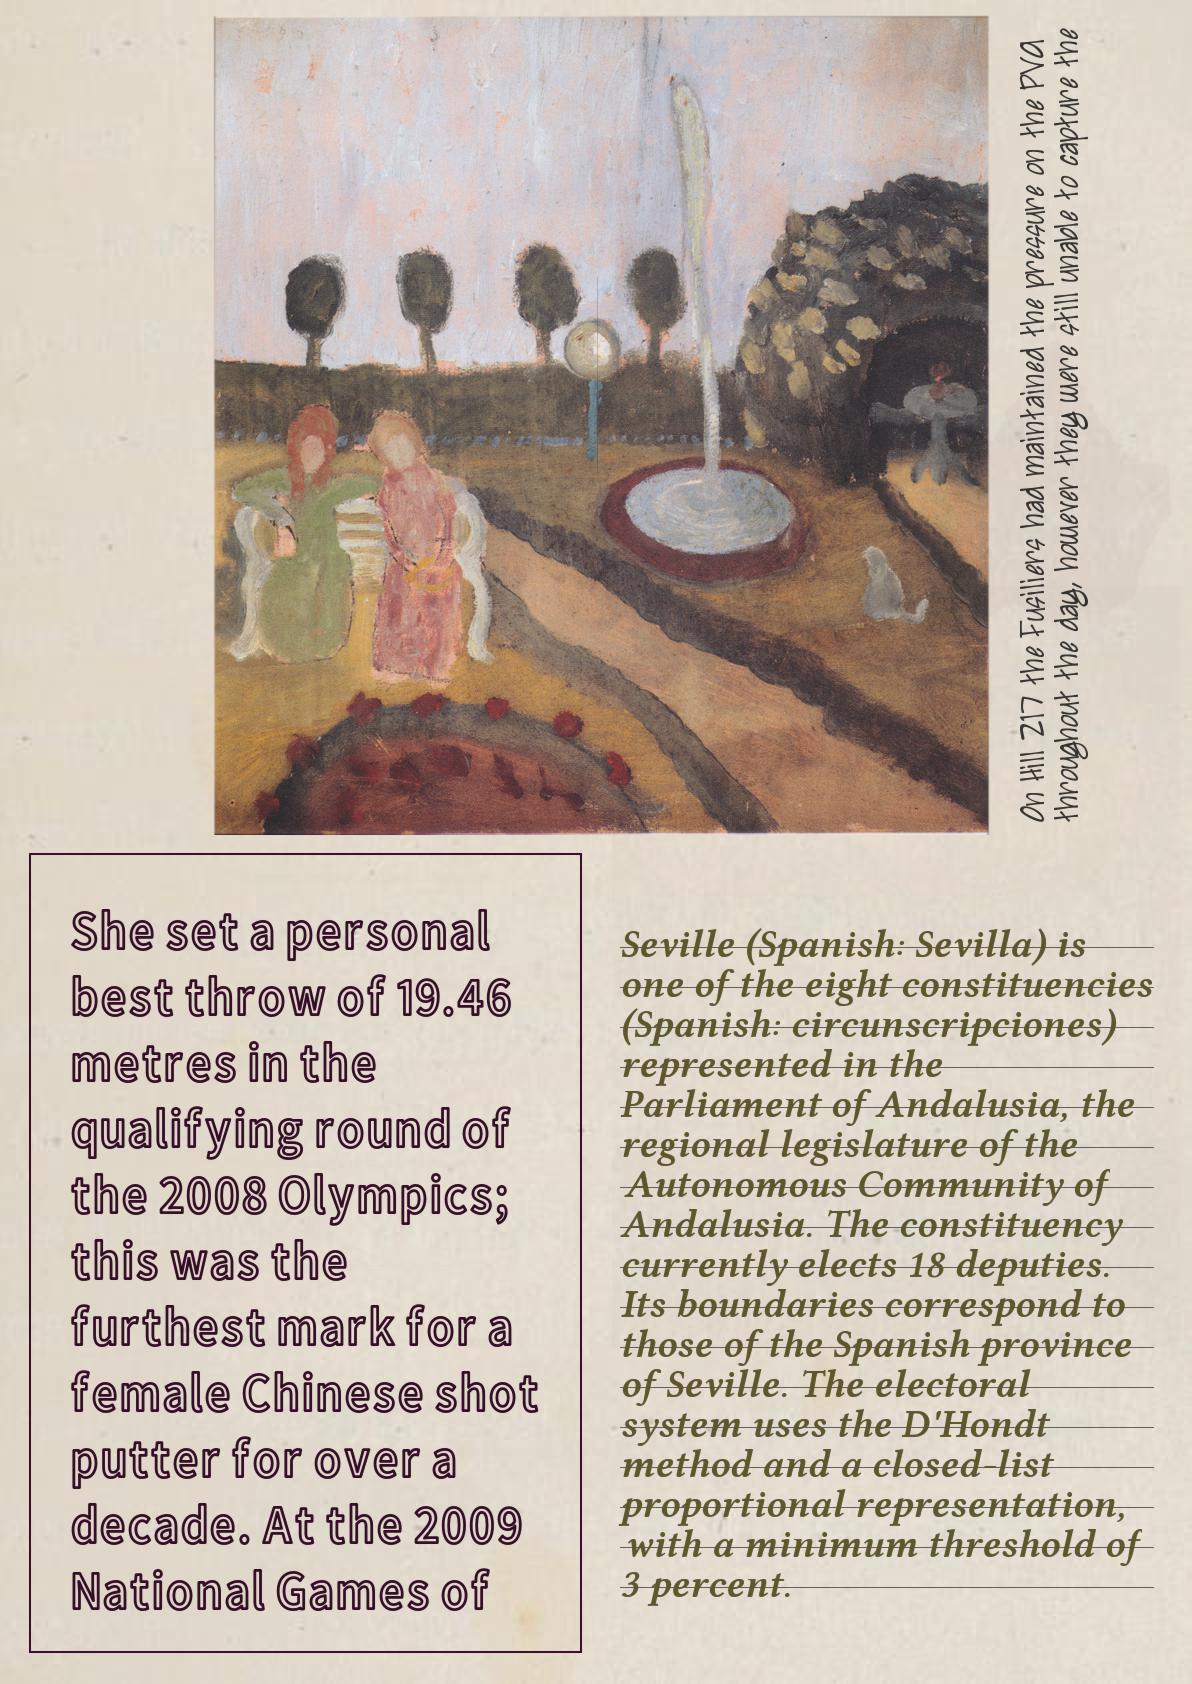 On Hill 217 the Fusiliers had maintained the pressure on the PVA
throughout the day, however they were still unable to capture the
She set a personal
best throw of 19.46
metres in the
qualifying round of
the 2008 Olympics;
this was the
furthest mark for a
female Chinese shot
putter for over a
decade. At the 2009
National Games of
Seville (Spanish: Sevilla) is
one of the eight constituencies
(Spanish: circunscripciones)
represented in the
Parliament of Andalusia, the
regional legislature of the
Autonomous Community of
Andalusia. The constituency
currently elects 18 deputies.
Its boundaries correspond to
those of the Spanish province
of Seville. The electoral
system uses the D'Hondt
method and a closed-list
proportional representation,
with a minimum threshold of
3 percent.